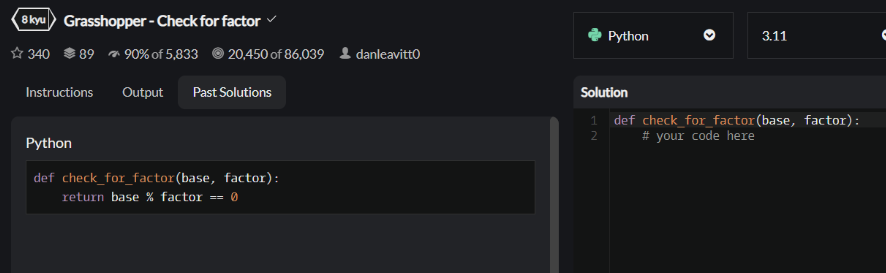 8 kyu Grasshopper - Check for factor
340 89 90% of 5,833 20,450 of 86,039 danleavitt0
Instructions Output Past Solutions
Python
def check_for_factor(base, factor):
    return base % factor == 0
Python 3.11
Solution
1 def check_for_factor(base, factor):
2     # your code here